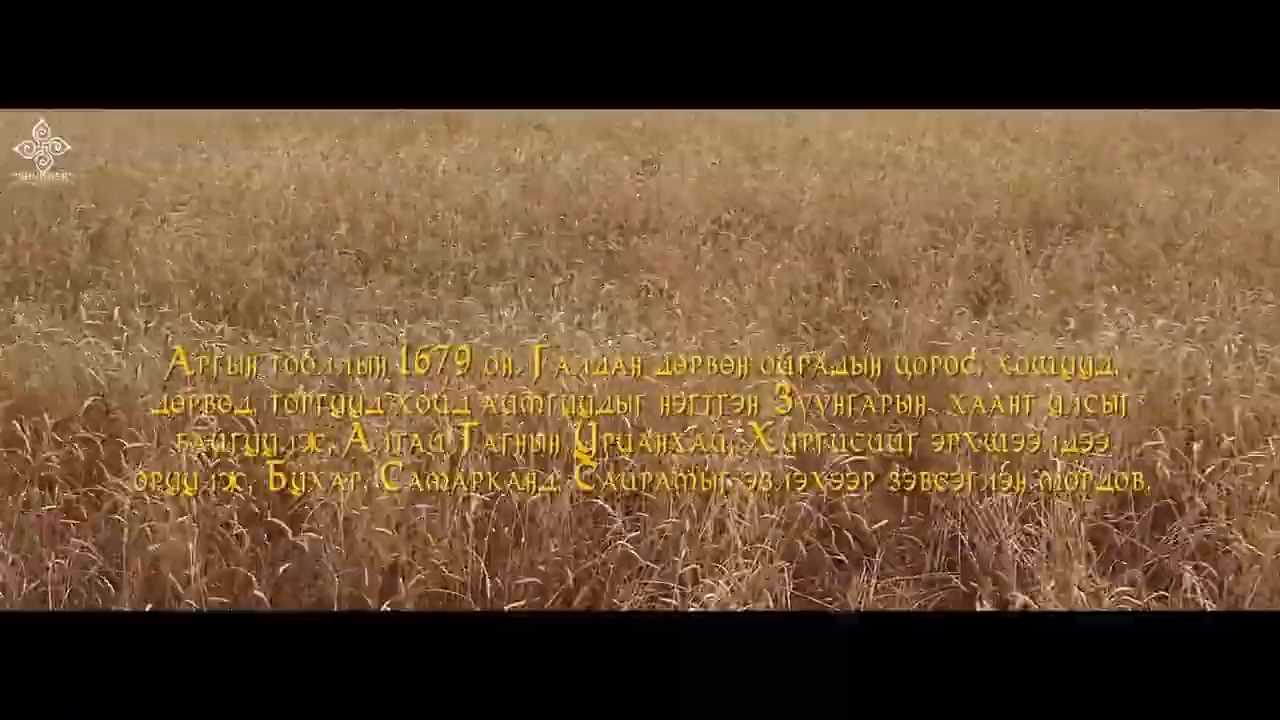 "SHUNKER"
Аргын тооллын 1679 он. Галдан дөрвөн ойрадын цорос, хошууд,
дөрвөд, торгууд хойд аймгуудыг нэгтгэн Зүүнгарын хаант улсыг
байгуулж, Алтай Тагнын Урианхай, Хиргисийг эрхшээлдээ
оруулж, Бухар, Самарканд, Сайрамыг эзлэхээр зэвсэглэн мордов.